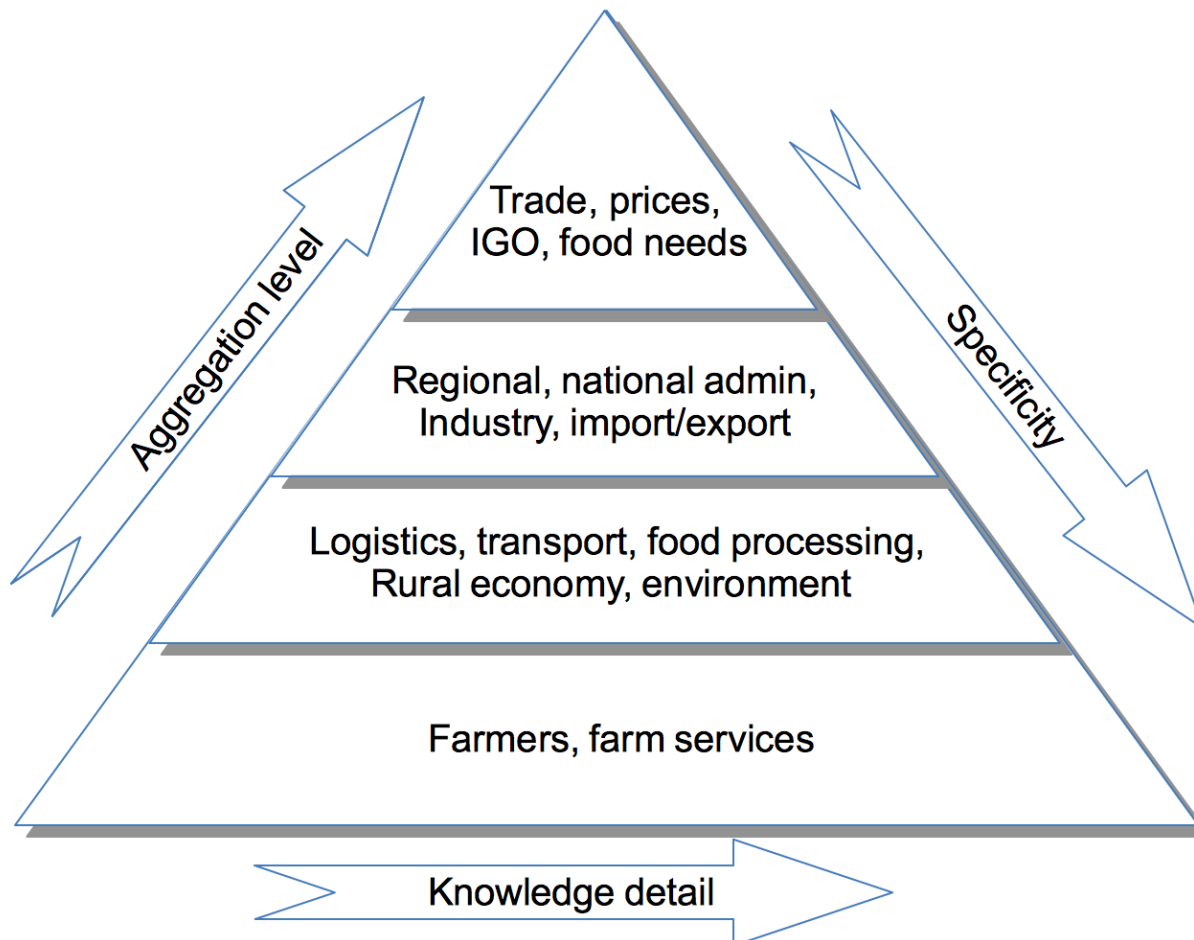 Trade, prices,
IGO, food needs
Aggregation level
Specificity
Regional, national admin,
Industry, import/export
Logistics, transport, food processing,
Rural economy, environment
Farmers, farm services
Knowledge detail